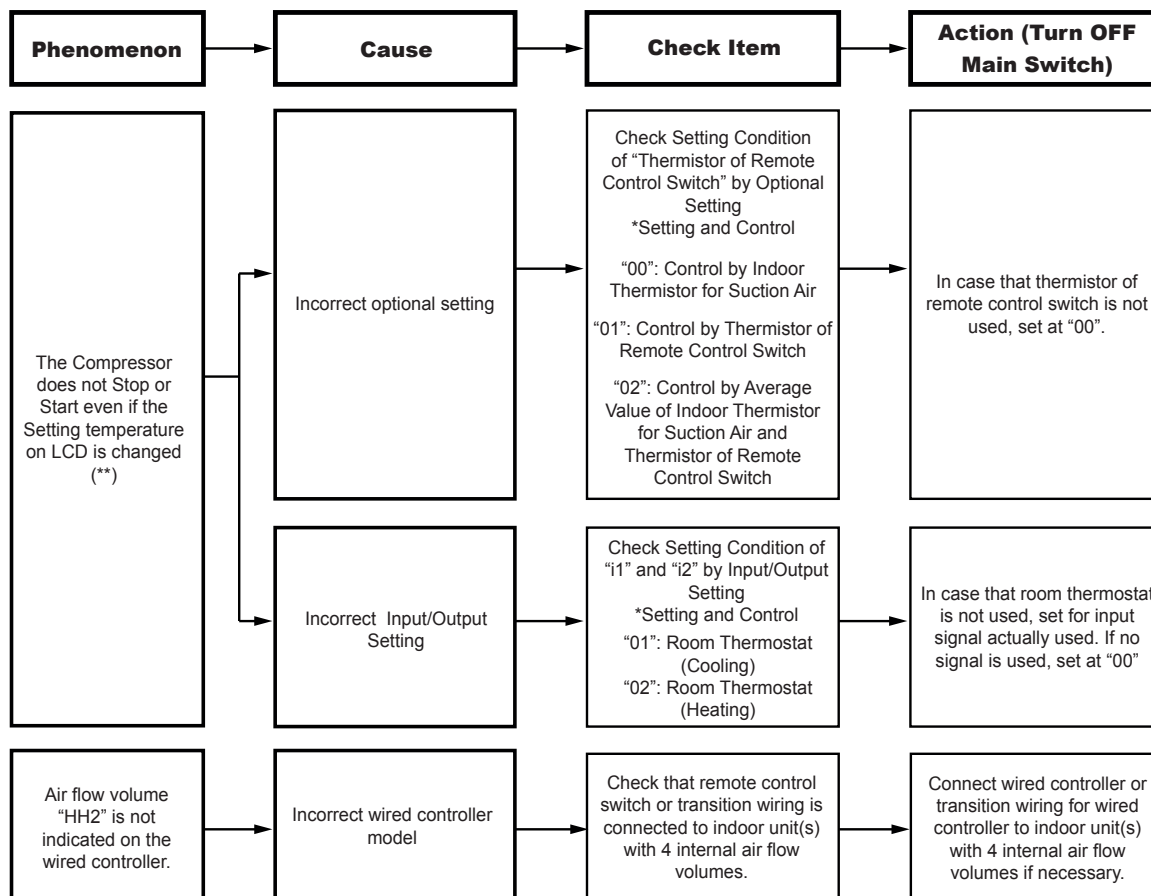 Phenomenon
Cause
Check Item
Action (Turn OFF
Main Switch)
The Compressor
does not Stop or
Start even if the
Setting temperature
on LCD is changed
(**)
Incorrect optional setting
Check Setting Condition
of “Thermistor of Remote
Control Switch” by Optional
Setting
*Setting and Control
“00”: Control by Indoor
Thermistor for Suction Air
“01”: Control by Thermistor of
Remote Control Switch
“02”: Control by Average
Value of Indoor Thermistor
for Suction Air and
Thermistor of Remote
Control Switch
In case that thermistor of
remote control switch is not
used, set at “00”.
Incorrect Input/Output
Setting
Check Setting Condition of
“i1” and “i2” by Input/Output
Setting
*Setting and Control
“01”: Room Thermostat
(Cooling)
“02”: Room Thermostat
(Heating)
In case that room thermostat
is not used, set for input
signal actually used. If no
signal is used, set at “00”
Air flow volume
“HH2” is not
indicated on the
wired controller.
Incorrect wired controller
model
Check that remote control
switch or transition wiring is
connected to indoor unit(s)
with 4 internal air flow
volumes.
Connect wired controller or
transition wiring for wired
controller to indoor unit(s)
with 4 internal air flow
volumes if necessary.